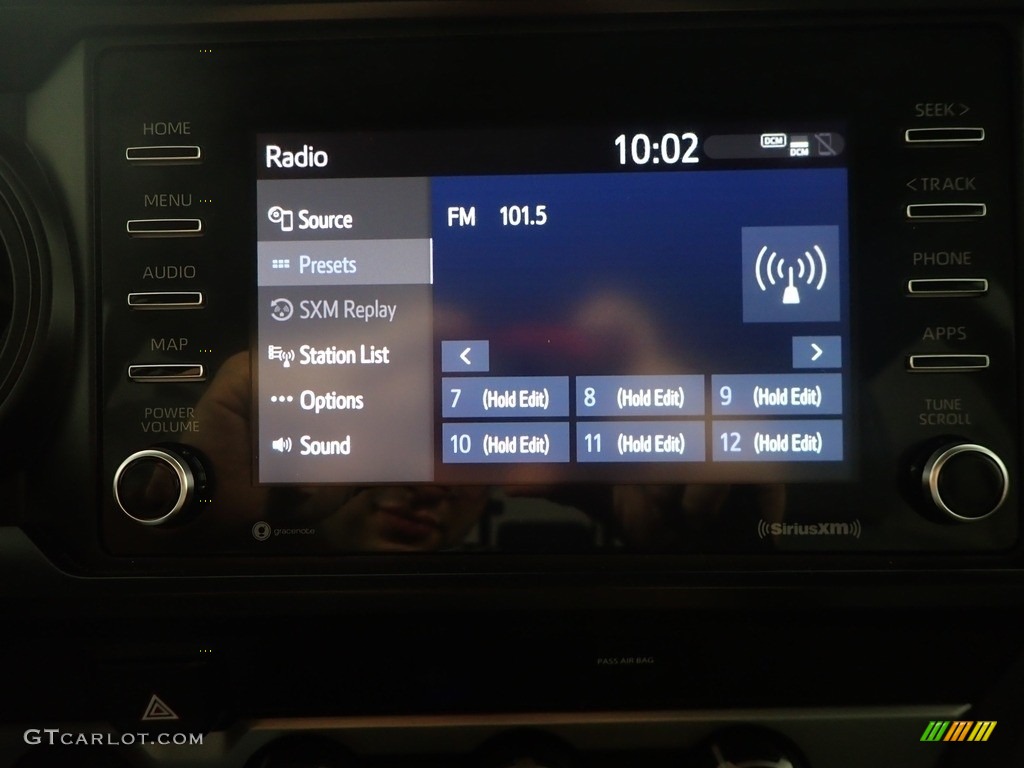 HOME
MENU
AUDIO
MAP
POWER
VOLUME
Radio
10:02
DCM
DCM
Source
Presets
SXM Replay
Station List
Options
Sound
FM 101.5
<
>
7 (Hold Edit)
8 (Hold Edit)
9 (Hold Edit)
10 (Hold Edit)
11 (Hold Edit)
12 (Hold Edit)
SEEK >
< TRACK
PHONE
APPS
TUNE
SCROLL
gracenote
SiriusXM
PASS AIR BAG
GTCARLOT.COM